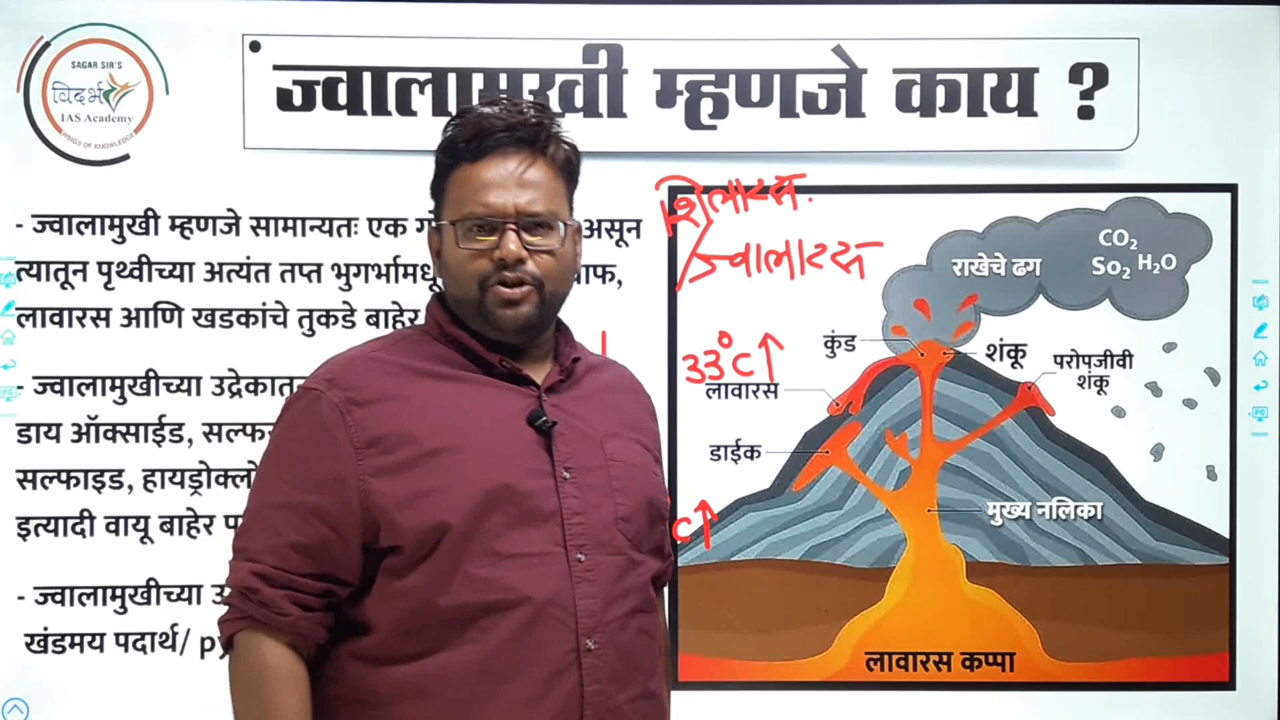 SAGAR SIR'S
विदर्भ
IAS Academy
WINGS OF KNOWLEDGE
ज्वालामुखी म्हणजे काय ?
- ज्वालामुखी म्हणजे सामान्यतः एक असून
त्यातून पृथ्वीच्या अत्यंत तप्त भुगर्भामधू
लावारस आणि खडकांचे तुकडे बाहेर
- ज्वालामुखीच्या उद्रेकात
डाय ऑक्साईड,
सल्फाइड,
इत्यादी वायू बाहेर
- ज्वालामुखीच्या
खंडमय पदार्थ/ py
शिलारस.
/ज्वालारस
33°C↑
C↑
राखेचे ढग
CO2
So2 H2O
कुंड
शंकू
परोपजीवी
शंकू
लावारस
डाईक
मुख्य नलिका
लावारस कप्पा